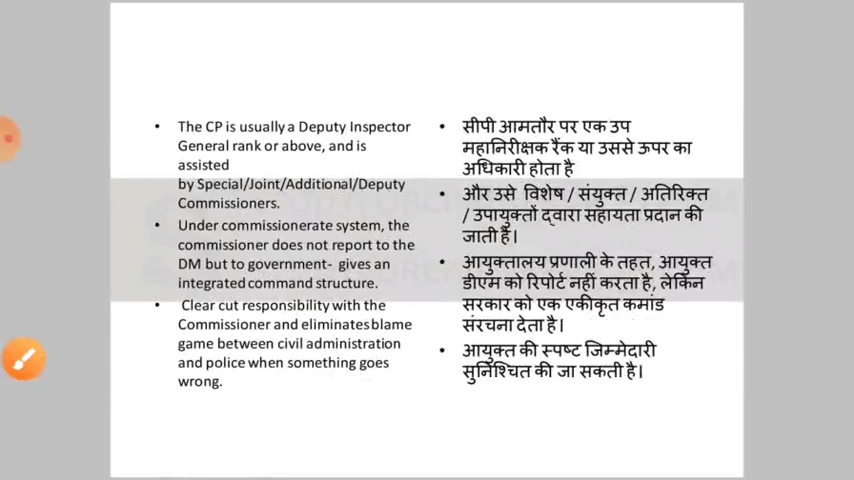 • The CP is usually a Deputy Inspector
General rank or above, and is
assisted
by Special/Joint/Additional/Deputy
Commissioners.
• Under commissionerate system, the
commissioner does not report to the
DM but to government- gives an
integrated command structure.
• Clear cut responsibility with the
Commissioner and eliminates blame
game between civil administration
and police when something goes
wrong.
• सीपी आमतौर पर एक उप
महानिरीक्षक रैंक या उससे ऊपर का
अधिकारी होता है
• और उसे विशेष / संयुक्त / अतिरिक्त
/ उपायुक्तों द्वारा सहायता प्रदान की
जाती है।
• आयुक्तालय प्रणाली के तहत, आयुक्त
डीएम को रिपोर्ट नहीं करता है, लेकिन
सरकार को एक एकीकृत कमांड
संरचना देता है।
• आयुक्त की स्पष्ट जिम्मेदारी
सुनिश्चित की जा सकती है।